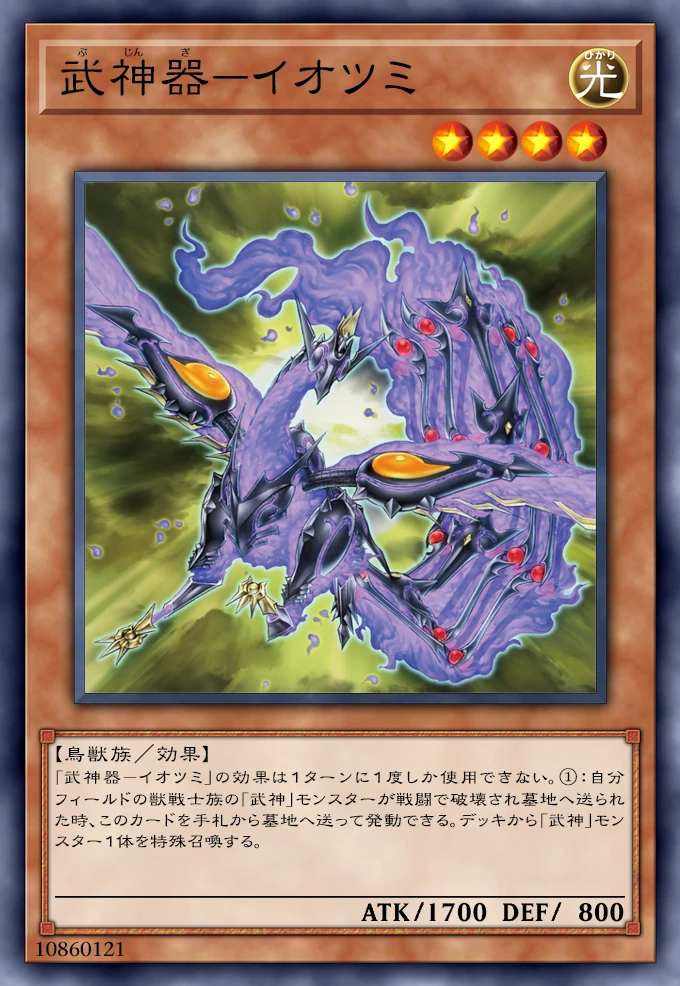 ぶ じん ぎ
武神器－イオツミ
ひかり
光
【鳥獣族／効果】
「武神器－イオツミ」の効果は１ターンに１度しか使用できない。①：自分
フィールドの獣戦士族の「武神」モンスターが戦闘で破壊され墓地へ送られ
た時、このカードを手札から墓地へ送って発動できる。デッキから「武神」モン
スター１体を特殊召喚する。
ATK/1700 DEF/ 800
10860121